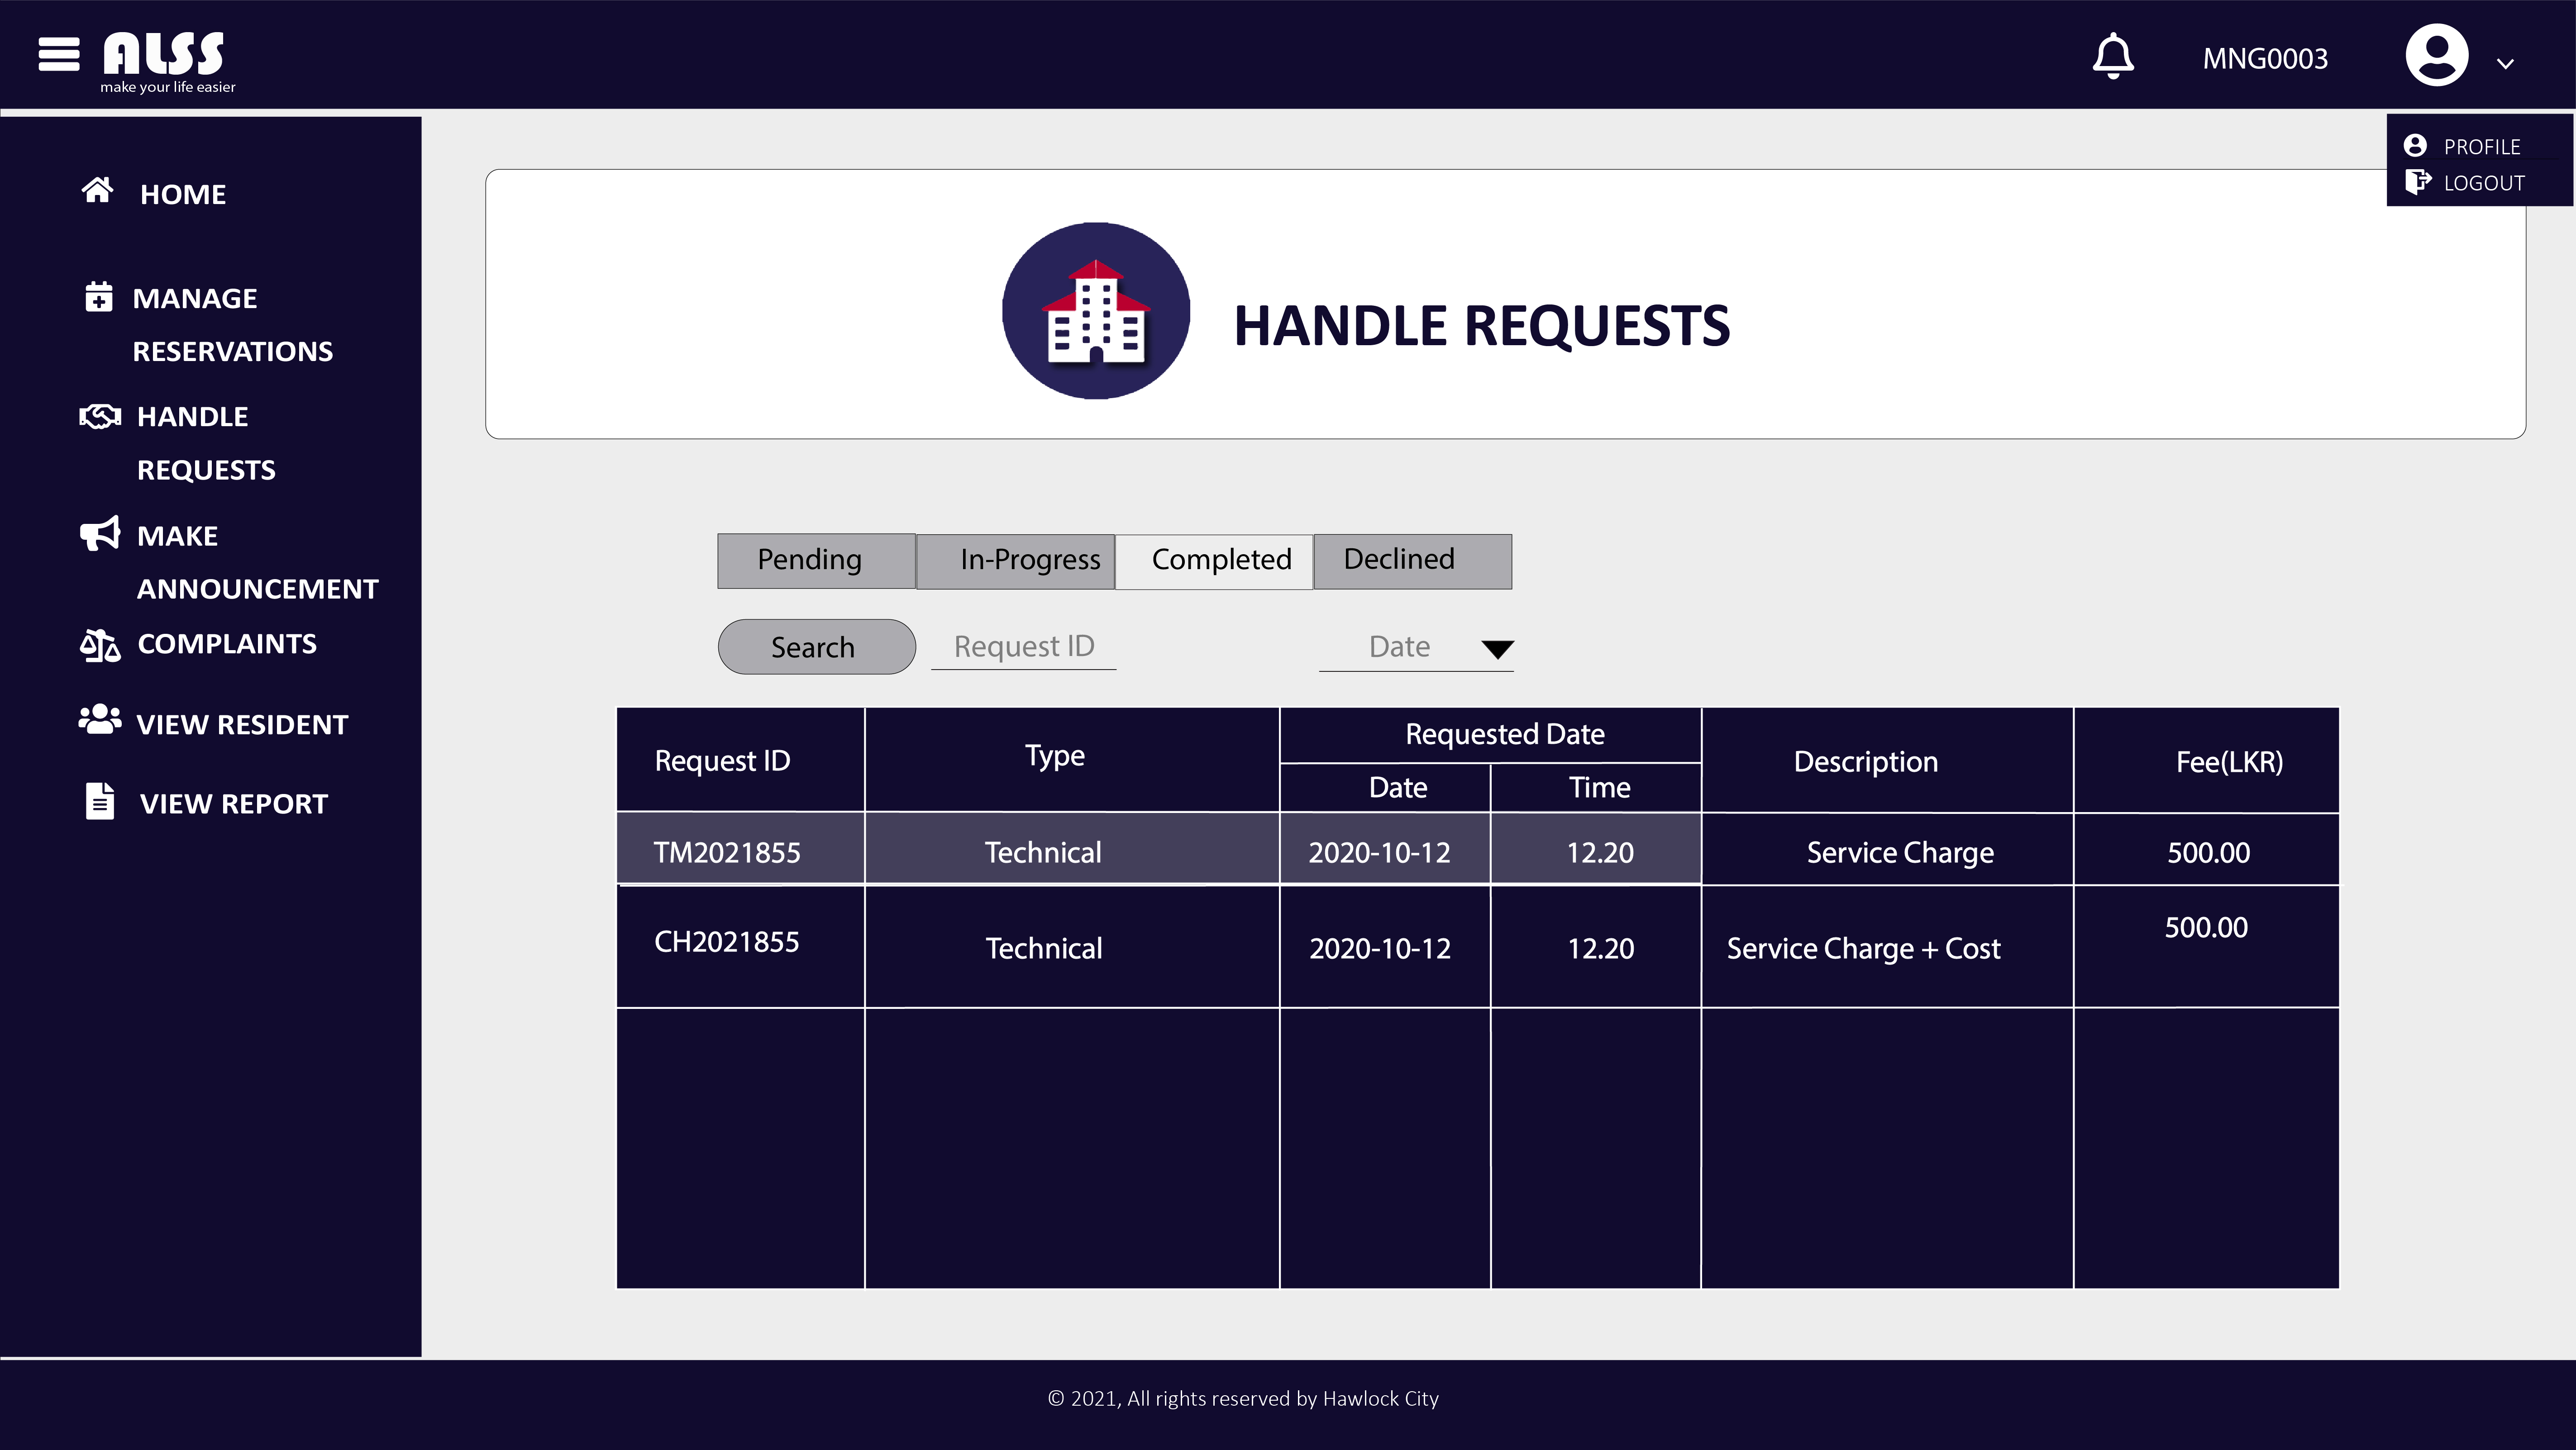 ALSS
make your life easier
MNG0003
PROFILE
LOGOUT
HOME
MANAGE
RESERVATIONS
HANDLE
REQUESTS
MAKE
ANNOUNCEMENT
COMPLAINTS
VIEW RESIDENT
VIEW REPORT
HANDLE REQUESTS
Pending In-Progress Completed Declined
Search Request ID Date
Request ID Type Requested Date Description Fee(LKR)
Date Time
TM2021855 Technical 2020-10-12 12.20 Service Charge 500.00
CH2021855 Technical 2020-10-12 12.20 Service Charge + Cost 500.00
© 2021, All rights reserved by Hawlock City